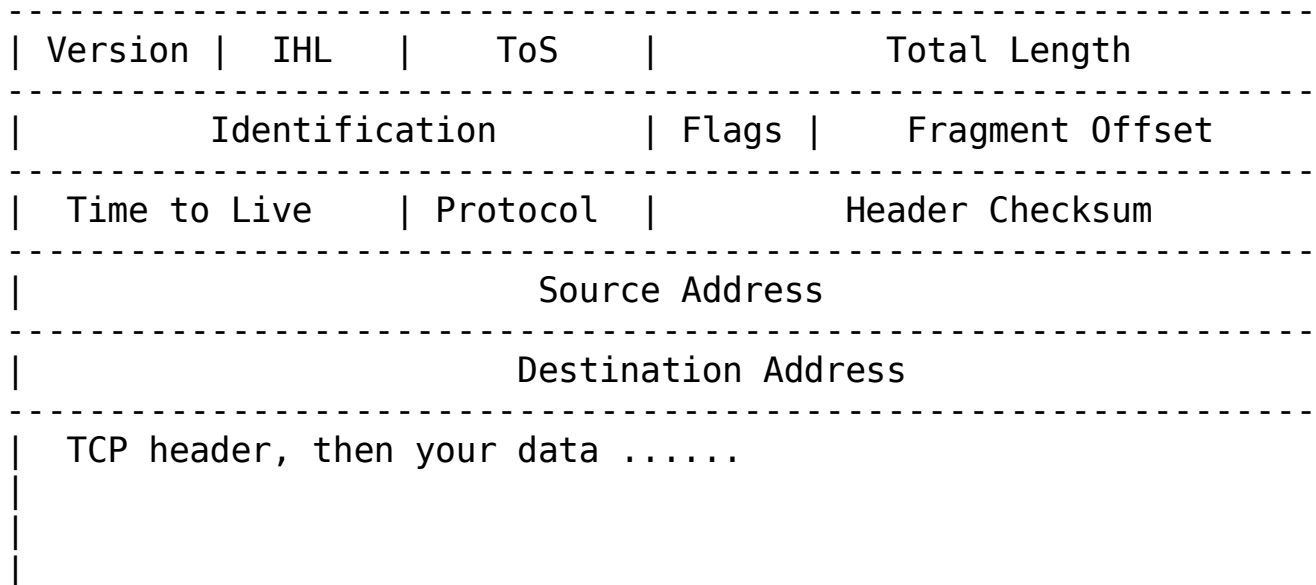 | Version | IHL | ToS | Total Length
| Identification | Flags | Fragment Offset
| Time to Live | Protocol | Header Checksum
| Source Address
| Destination Address
| TCP header, then your data ......